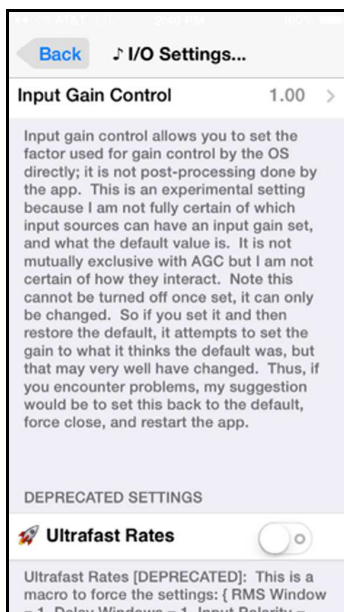 Back ♪ I/O Settings...
Input Gain Control 1.00 >
Input gain control allows you to set the
factor used for gain control by the OS
directly; it is not post-processing done by
the app. This is an experimental setting
because I am not fully certain of which
input sources can have an input gain set,
and what the default value is. It is not
mutually exclusive with AGC but I am not
certain of how they interact. Note this
cannot be turned off once set, it can only
be changed. So if you set it and then
restore the default, it attempts to set the
gain to what it thinks the default was, but
that may very well have changed. Thus, if
you encounter problems, my suggestion
would be to set this back to the default,
force close, and restart the app.
DEPRECATED SETTINGS
🚀 Ultrafast Rates
Ultrafast Rates [DEPRECATED]: This is a
macro to force the settings: { RMS Window
= 1, Delay Windows = 1, Input Polarity =